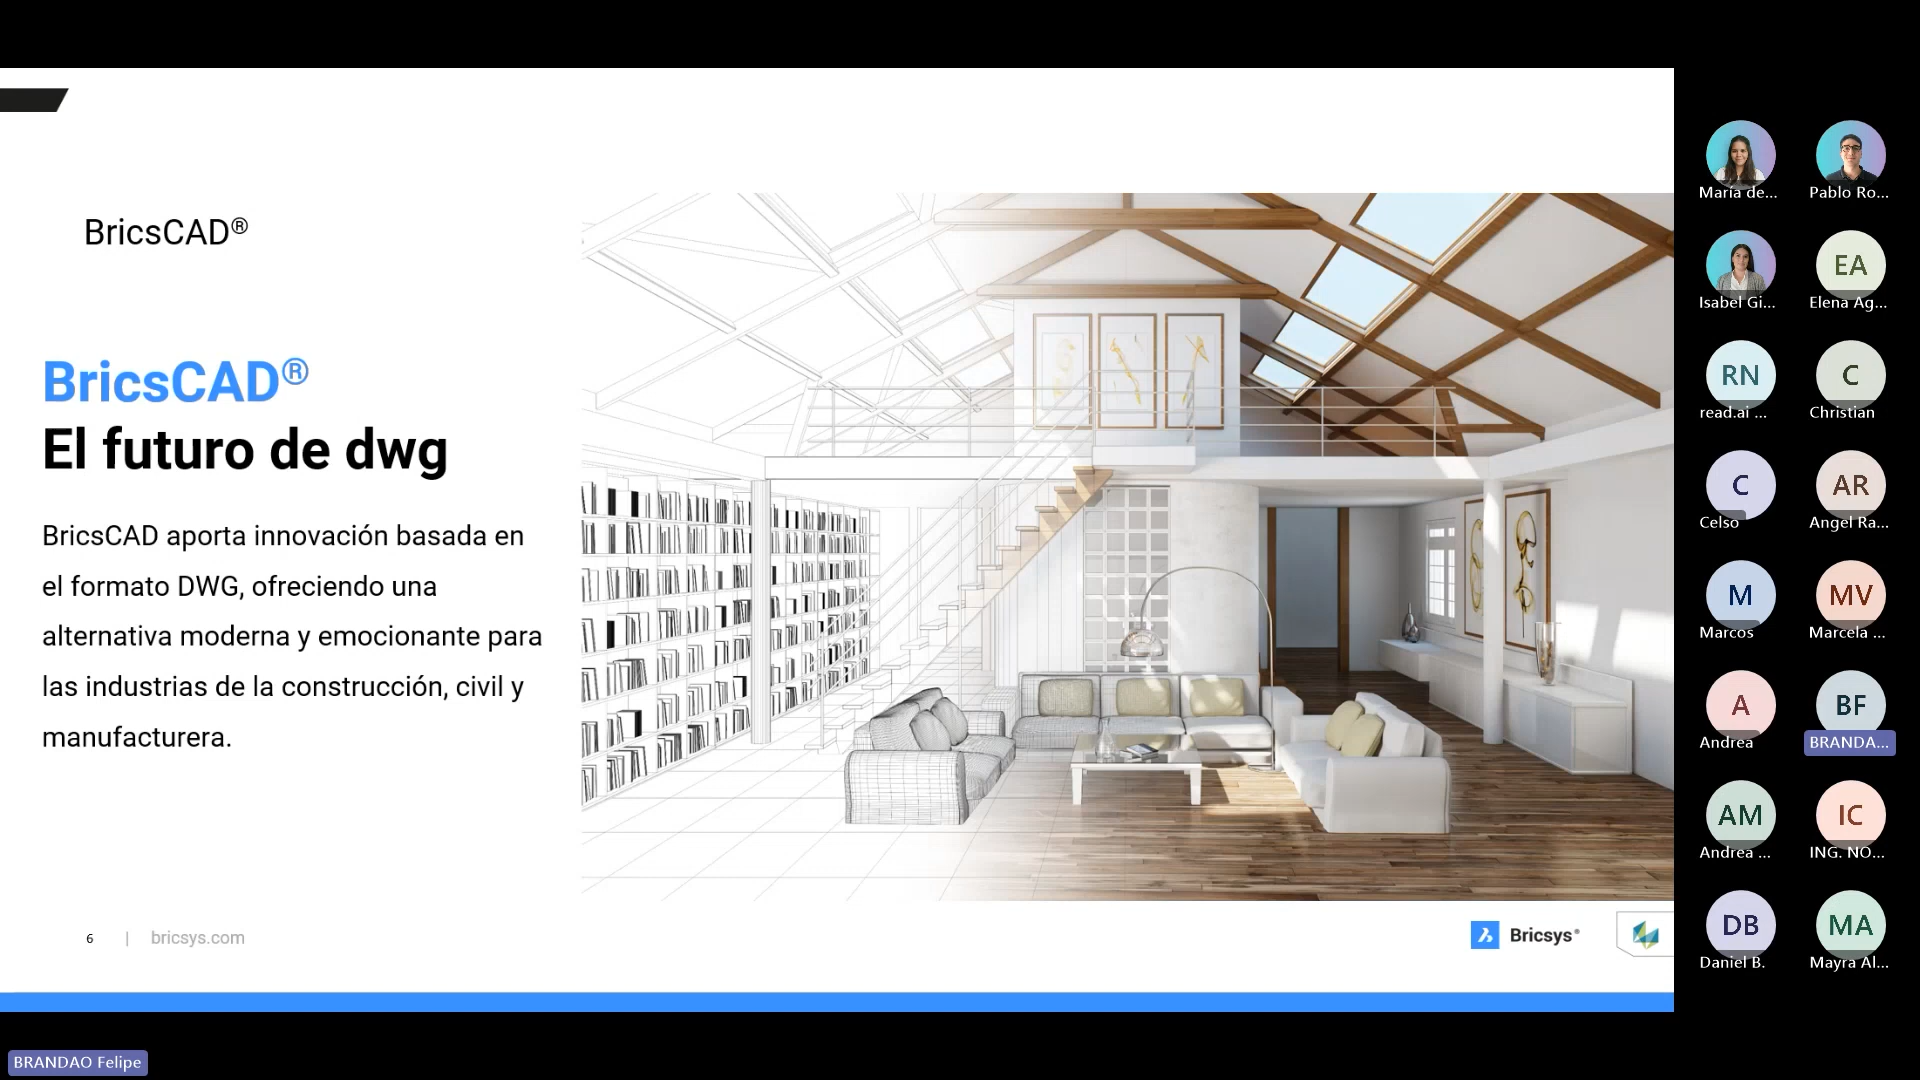 BricsCAD®
BricsCAD®
El futuro de dwg
BricsCAD aporta innovación basada en
el formato DWG, ofreciendo una
alternativa moderna y emocionante para
las industrias de la construcción, civil y
manufacturera.
6 | bricsys.com
Bricsys®
María de...
Pablo Ro...
Isabel Gi...
EA
Elena Ag...
RN
read.ai ...
C
Christian
C
Celso
AR
Angel Ra...
M
Marcos
MV
Marcela ...
A
Andrea
BF
BRANDA...
AM
Andrea ...
IC
ING. NO...
DB
Daniel B.
MA
Mayra Al...
BRANDAO Felipe